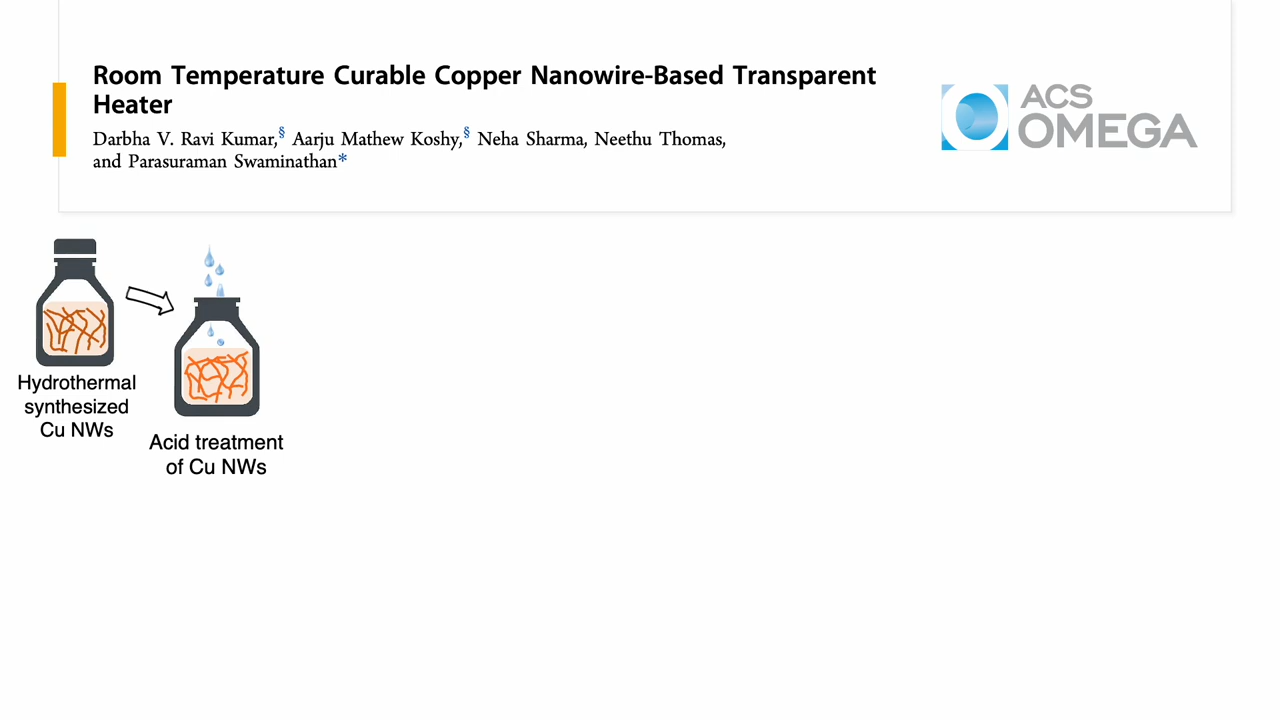 Room Temperature Curable Copper Nanowire-Based Transparent
Heater
Darbha V. Ravi Kumar,§ Aarju Mathew Koshy,§ Neha Sharma, Neethu Thomas,
and Parasuraman Swaminathan*
ACS
OMEGA
Hydrothermal
synthesized
Cu NWs
Acid treatment
of Cu NWs